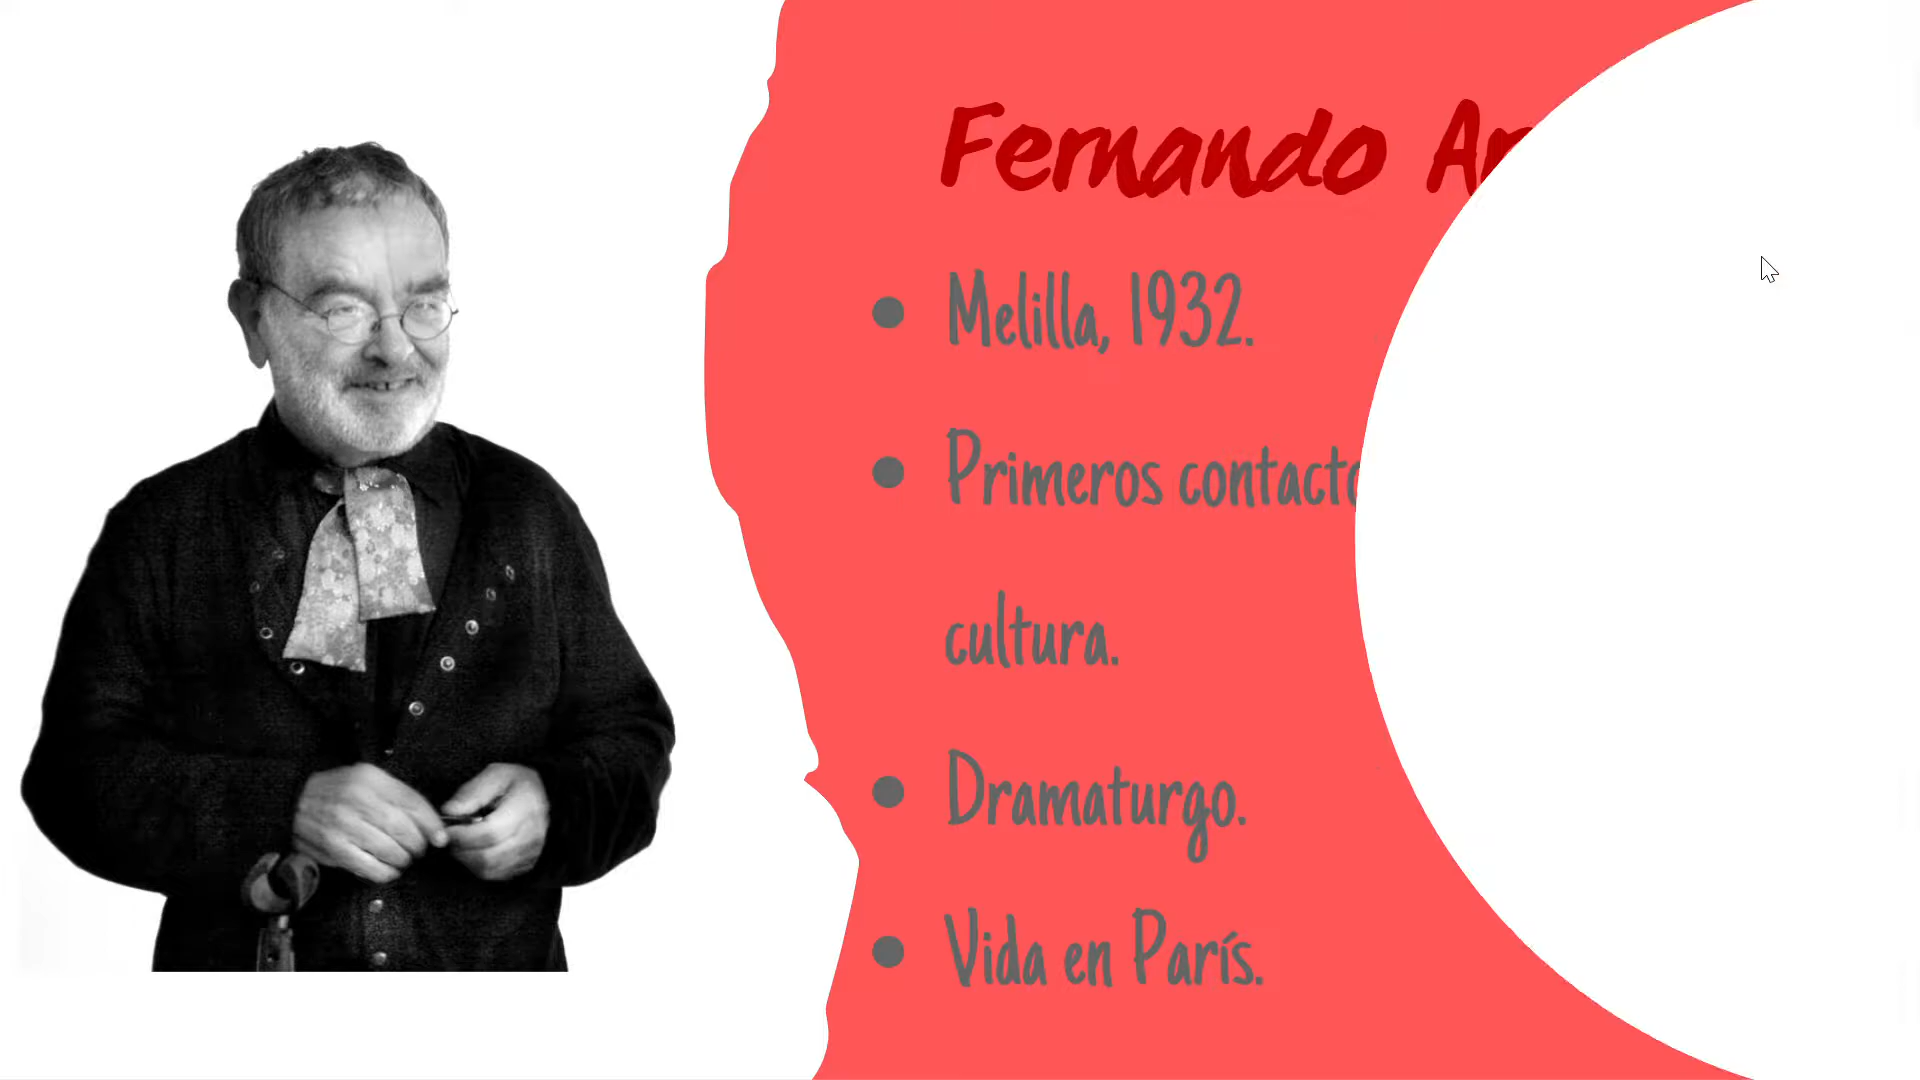 Fernando
Melilla, 1932.
Primeros
cultura.
Dramaturgo.
Vida en París.